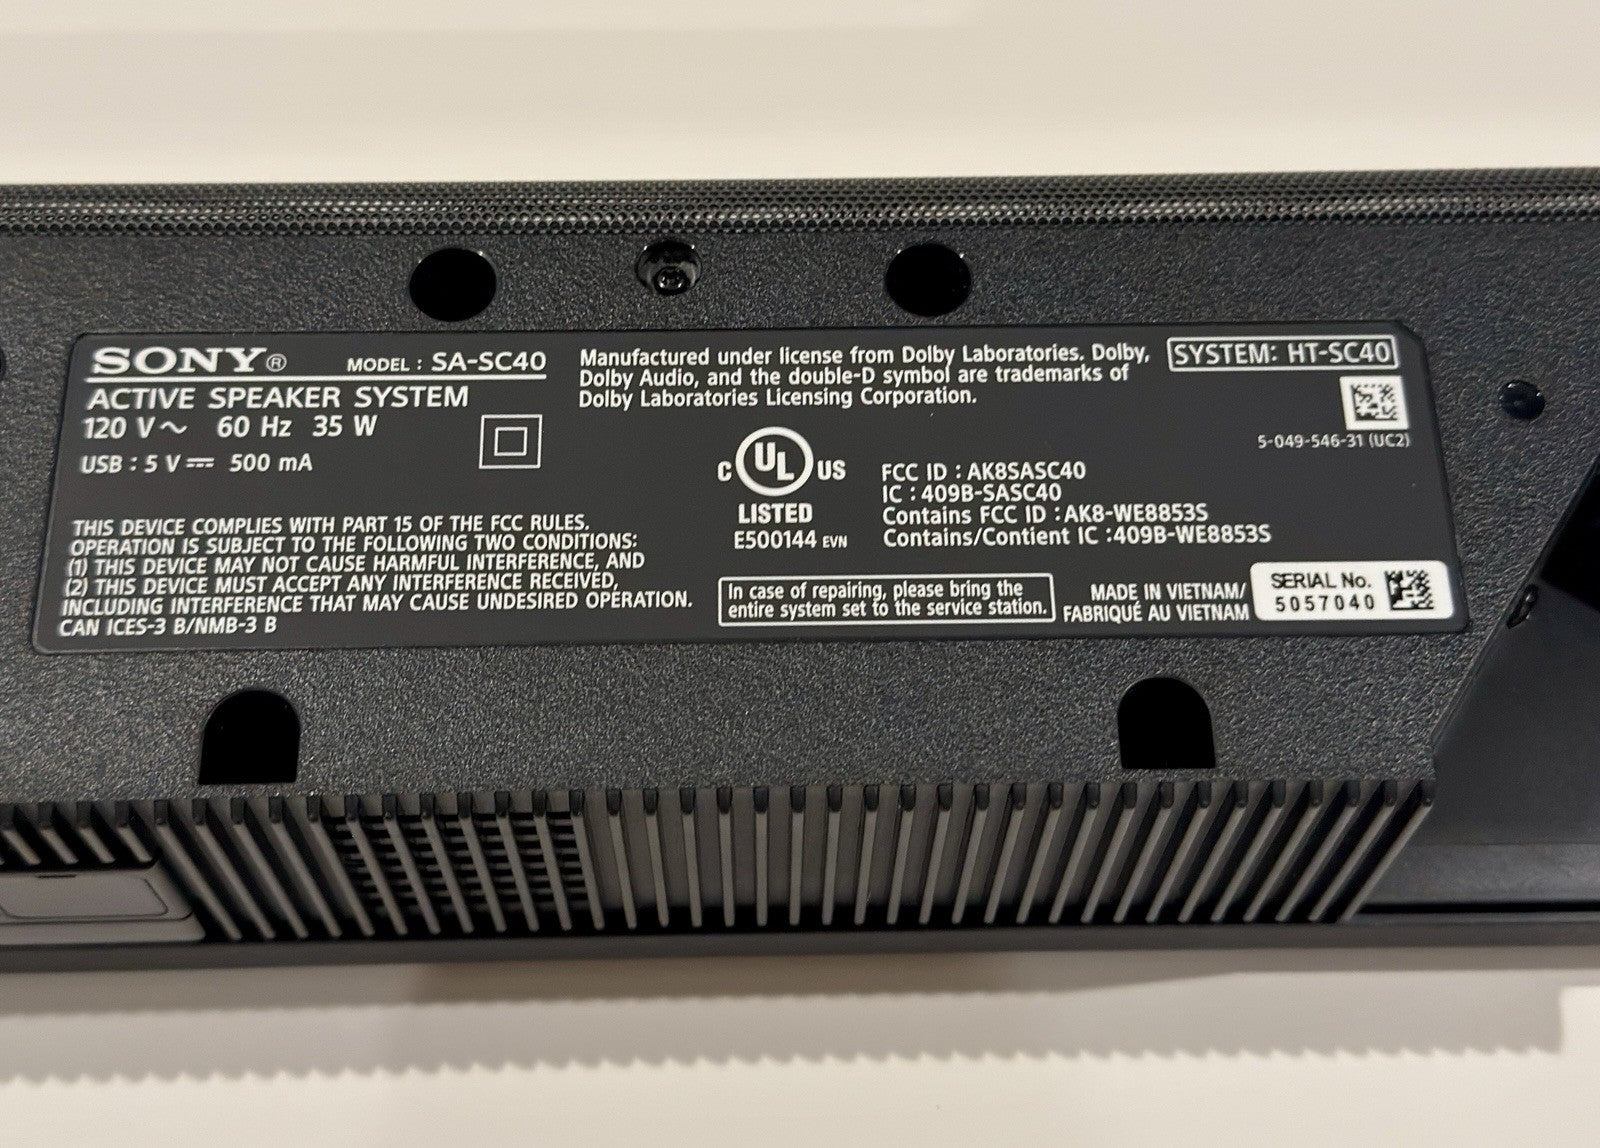 SONY® MODEL : SA-SC40
ACTIVE SPEAKER SYSTEM
120 V～ 60 Hz 35 W
USB : 5 V⎓ 500 mA
THIS DEVICE COMPLIES WITH PART 15 OF THE FCC RULES.
OPERATION IS SUBJECT TO THE FOLLOWING TWO CONDITIONS:
(1) THIS DEVICE MAY NOT CAUSE HARMFUL INTERFERENCE, AND
(2) THIS DEVICE MUST ACCEPT ANY INTERFERENCE RECEIVED,
INCLUDING INTERFERENCE THAT MAY CAUSE UNDESIRED OPERATION.
CAN ICES-3 B/NMB-3 B
Manufactured under license from Dolby Laboratories. Dolby,
Dolby Audio, and the double-D symbol are trademarks of
Dolby Laboratories Licensing Corporation.
SYSTEM: HT-SC40
5-049-546-31 (UC2)
C UL US
LISTED
E500144 EVN
FCC ID : AK8SASC40
IC : 409B-SASC40
Contains FCC ID :AK8-WE8853S
Contains/Contient IC :409B-WE8853S
In case of repairing, please bring the
entire system set to the service station.
MADE IN VIETNAM/
FABRIQUÉ AU VIETNAM
SERIAL No.
5057040